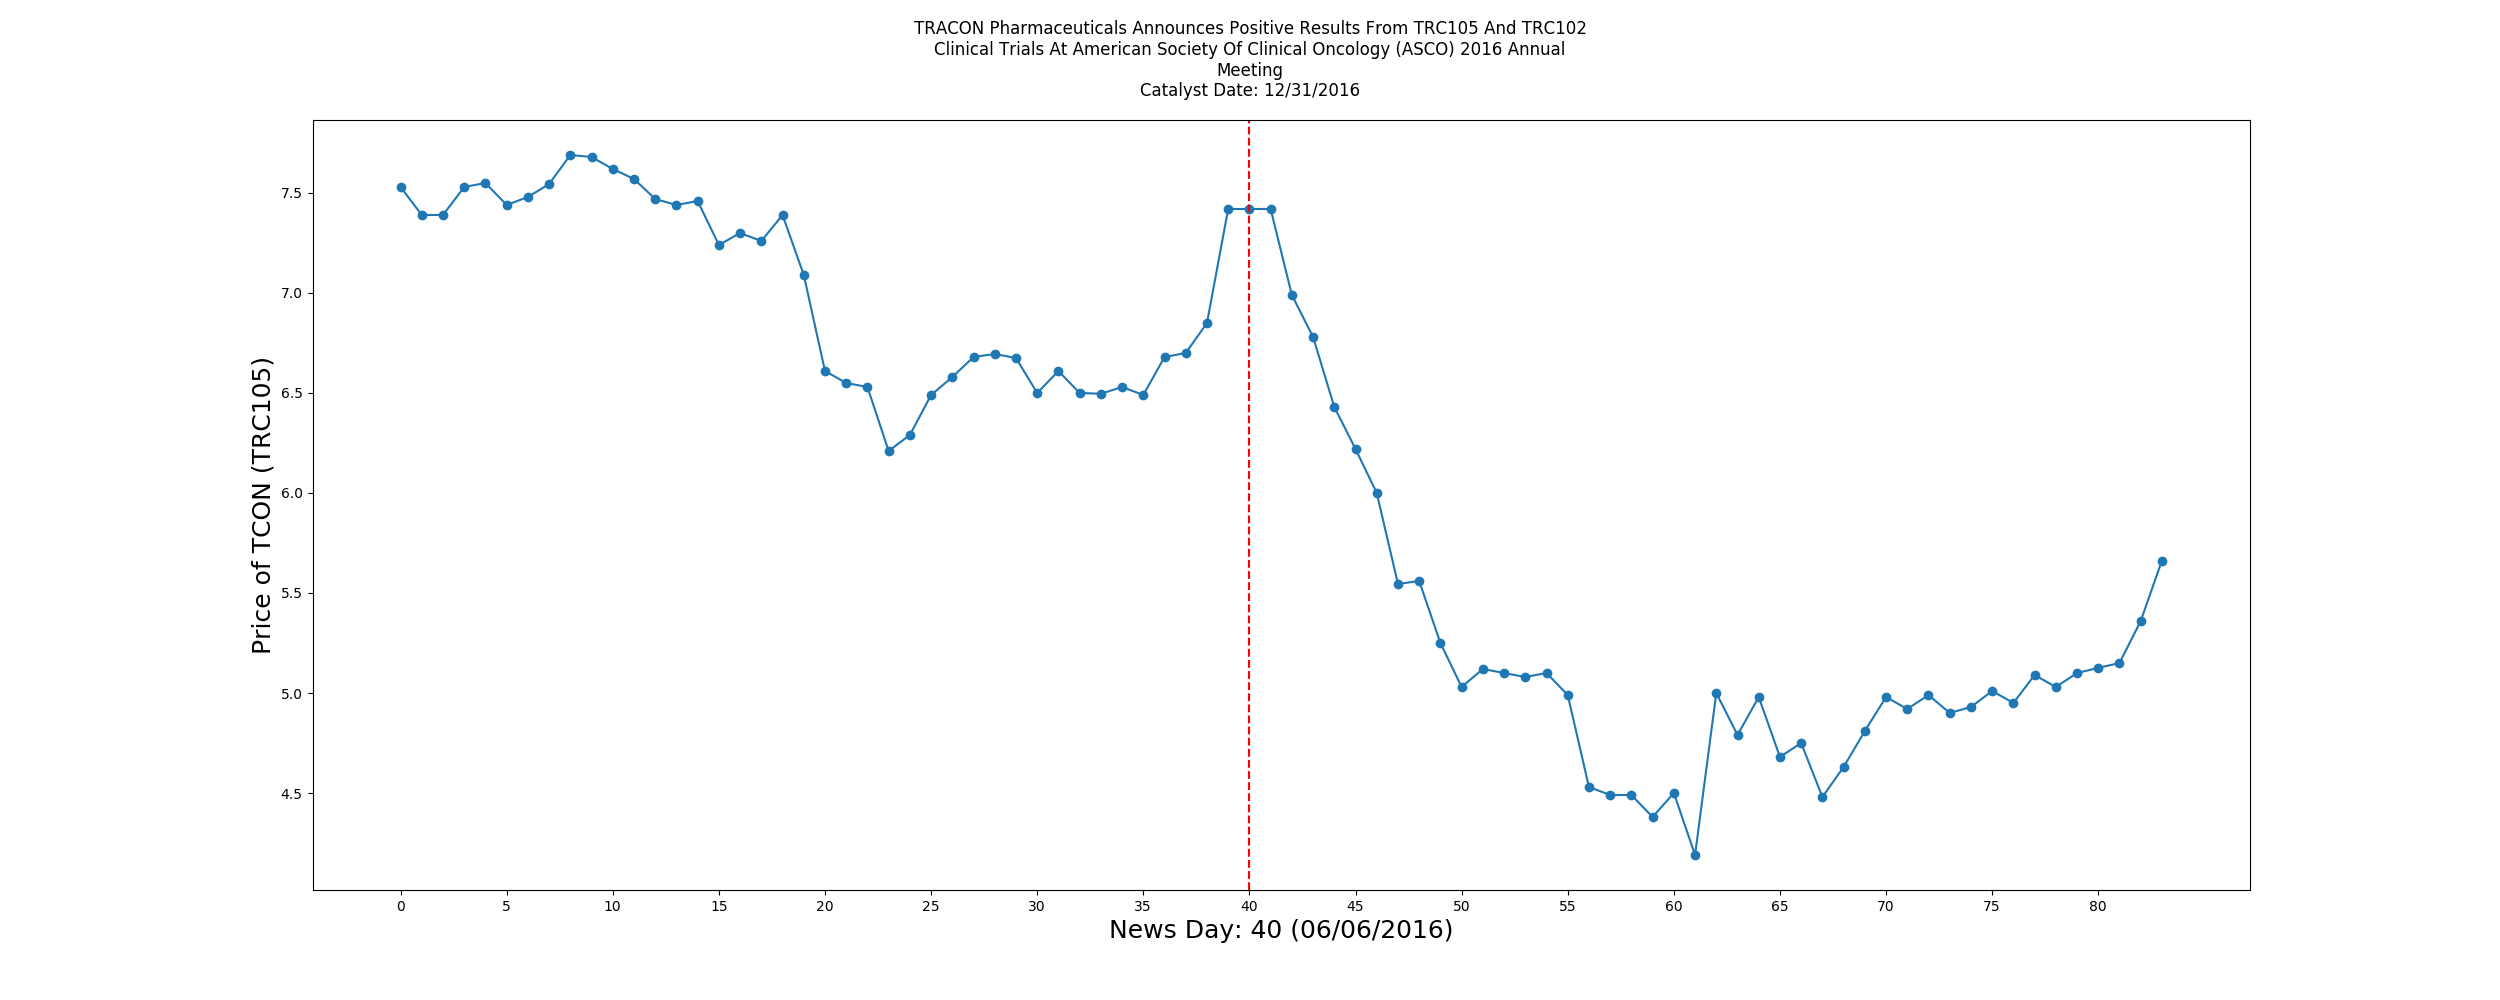 TRACON Pharmaceuticals Announces Positive Results From TRC105 And TRC102
Clinical Trials At American Society Of Clinical Oncology (ASCO) 2016 Annual
Meeting
Catalyst Date: 12/31/2016
Price of TCON (TRC105)
7.5
7.0
6.5
6.0
5.5
5.0
4.5
0 5 10 15 20 25 30 35 40 45 50 55 60 65 70 75 80
News Day: 40 (06/06/2016)